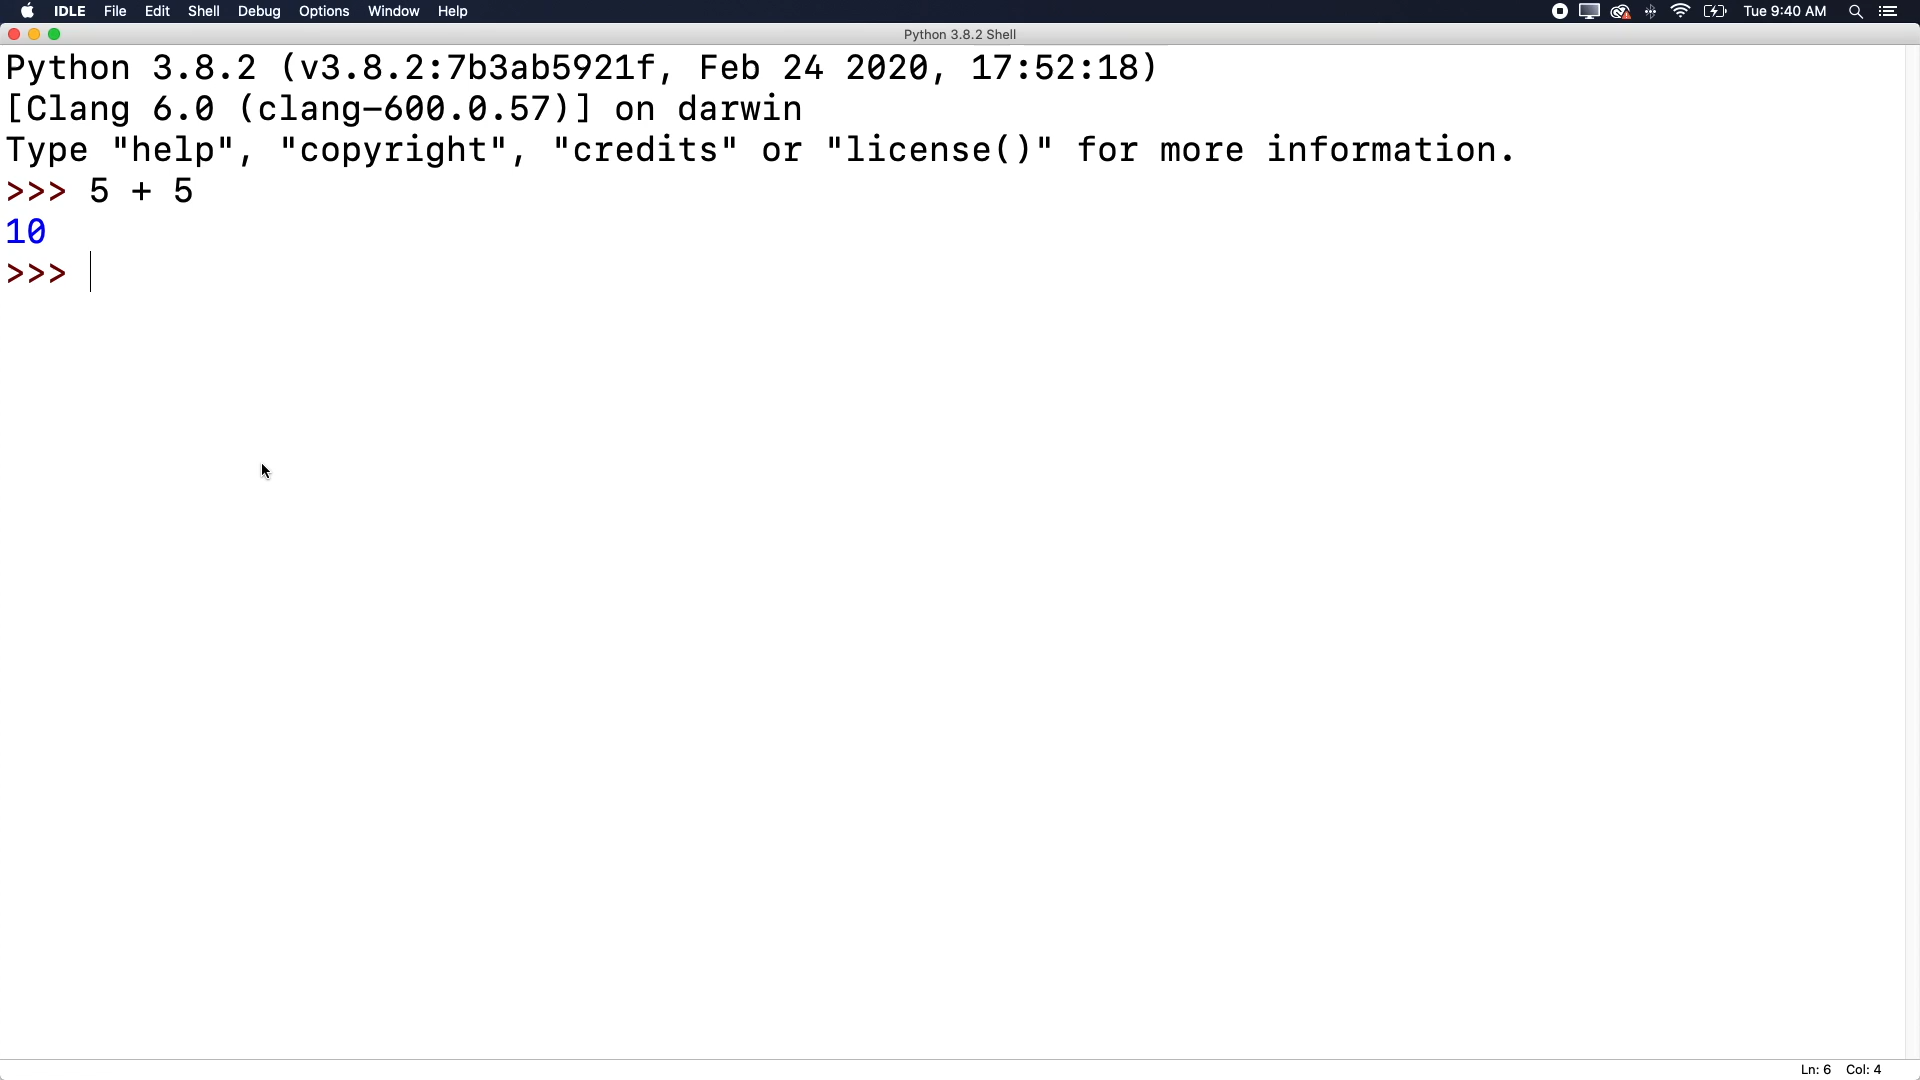 IDLE File Edit Shell Debug Options Window Help Tue 9:40 AM
Python 3.8.2 Shell
Python 3.8.2 (v3.8.2:7b3ab5921f, Feb 24 2020, 17:52:18)
[Clang 6.0 (clang-600.0.57)] on darwin
Type "help", "copyright", "credits" or "license()" for more information.
>>> 5 + 5
10
>>>
Ln: 6 Col: 4